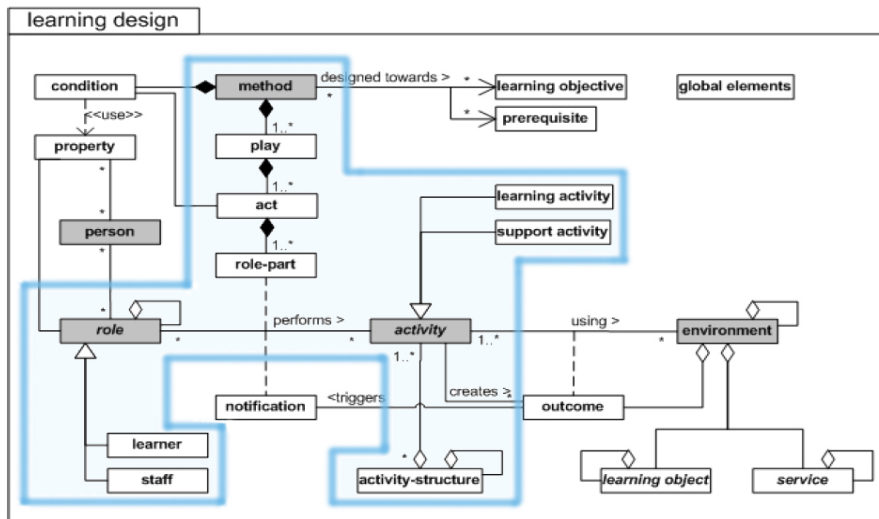 learning design
condition
method
designed towards >
*
*
learning objective
global elements
<<use>>
1..*
*
prerequisite
property
play
*
1..*
learning activity
*
act
person
support activity
*
1..*
role-part
*
performs >
using >
role
activity
environment
*
*
1..*
1..*
*
creates >
*
notification
<triggers
outcome
learner
*
staff
activity-structure
learning object
service